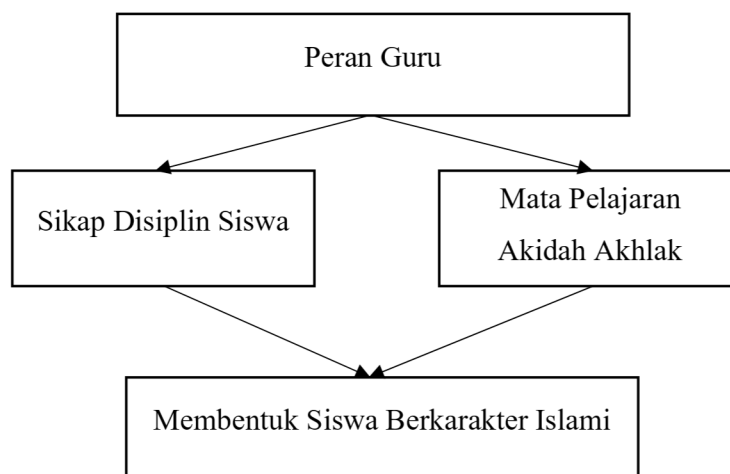 Peran Guru
Sikap Disiplin Siswa
Mata Pelajaran
Akidah Akhlak
Membentuk Siswa Berkarakter Islami